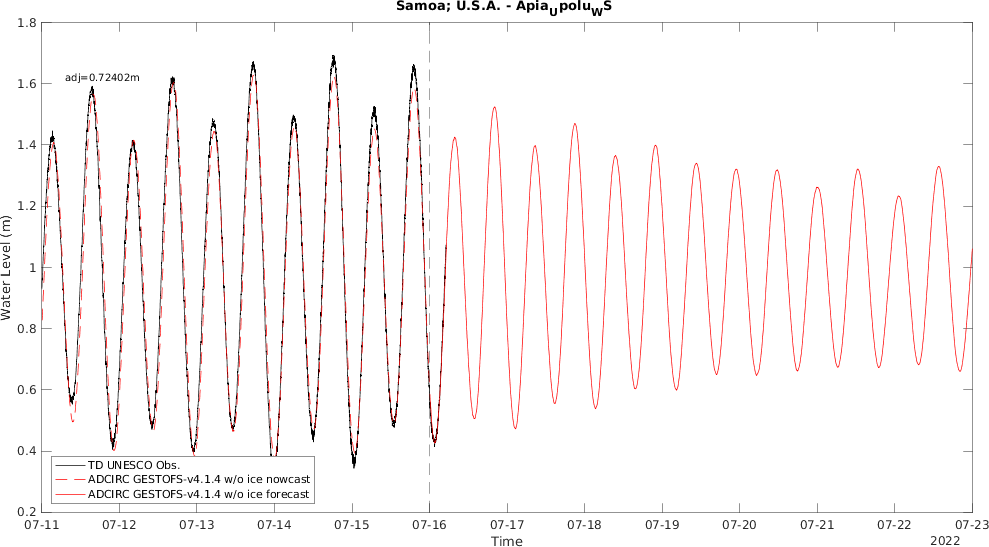 Samoa; U.S.A. - ApiaUpoluWS
1.8
1.6
1.4
1.2
1
0.8
0.6
0.4
0.2
Water Level (m)
adj=0.72402m
TD UNESCO Obs.
ADCIRC GESTOFS-v4.1.4 w/o ice nowcast
ADCIRC GESTOFS-v4.1.4 w/o ice forecast
07-11 07-12 07-13 07-14 07-15 07-16 07-17 07-18 07-19 07-20 07-21 07-22 07-23
Time
2022